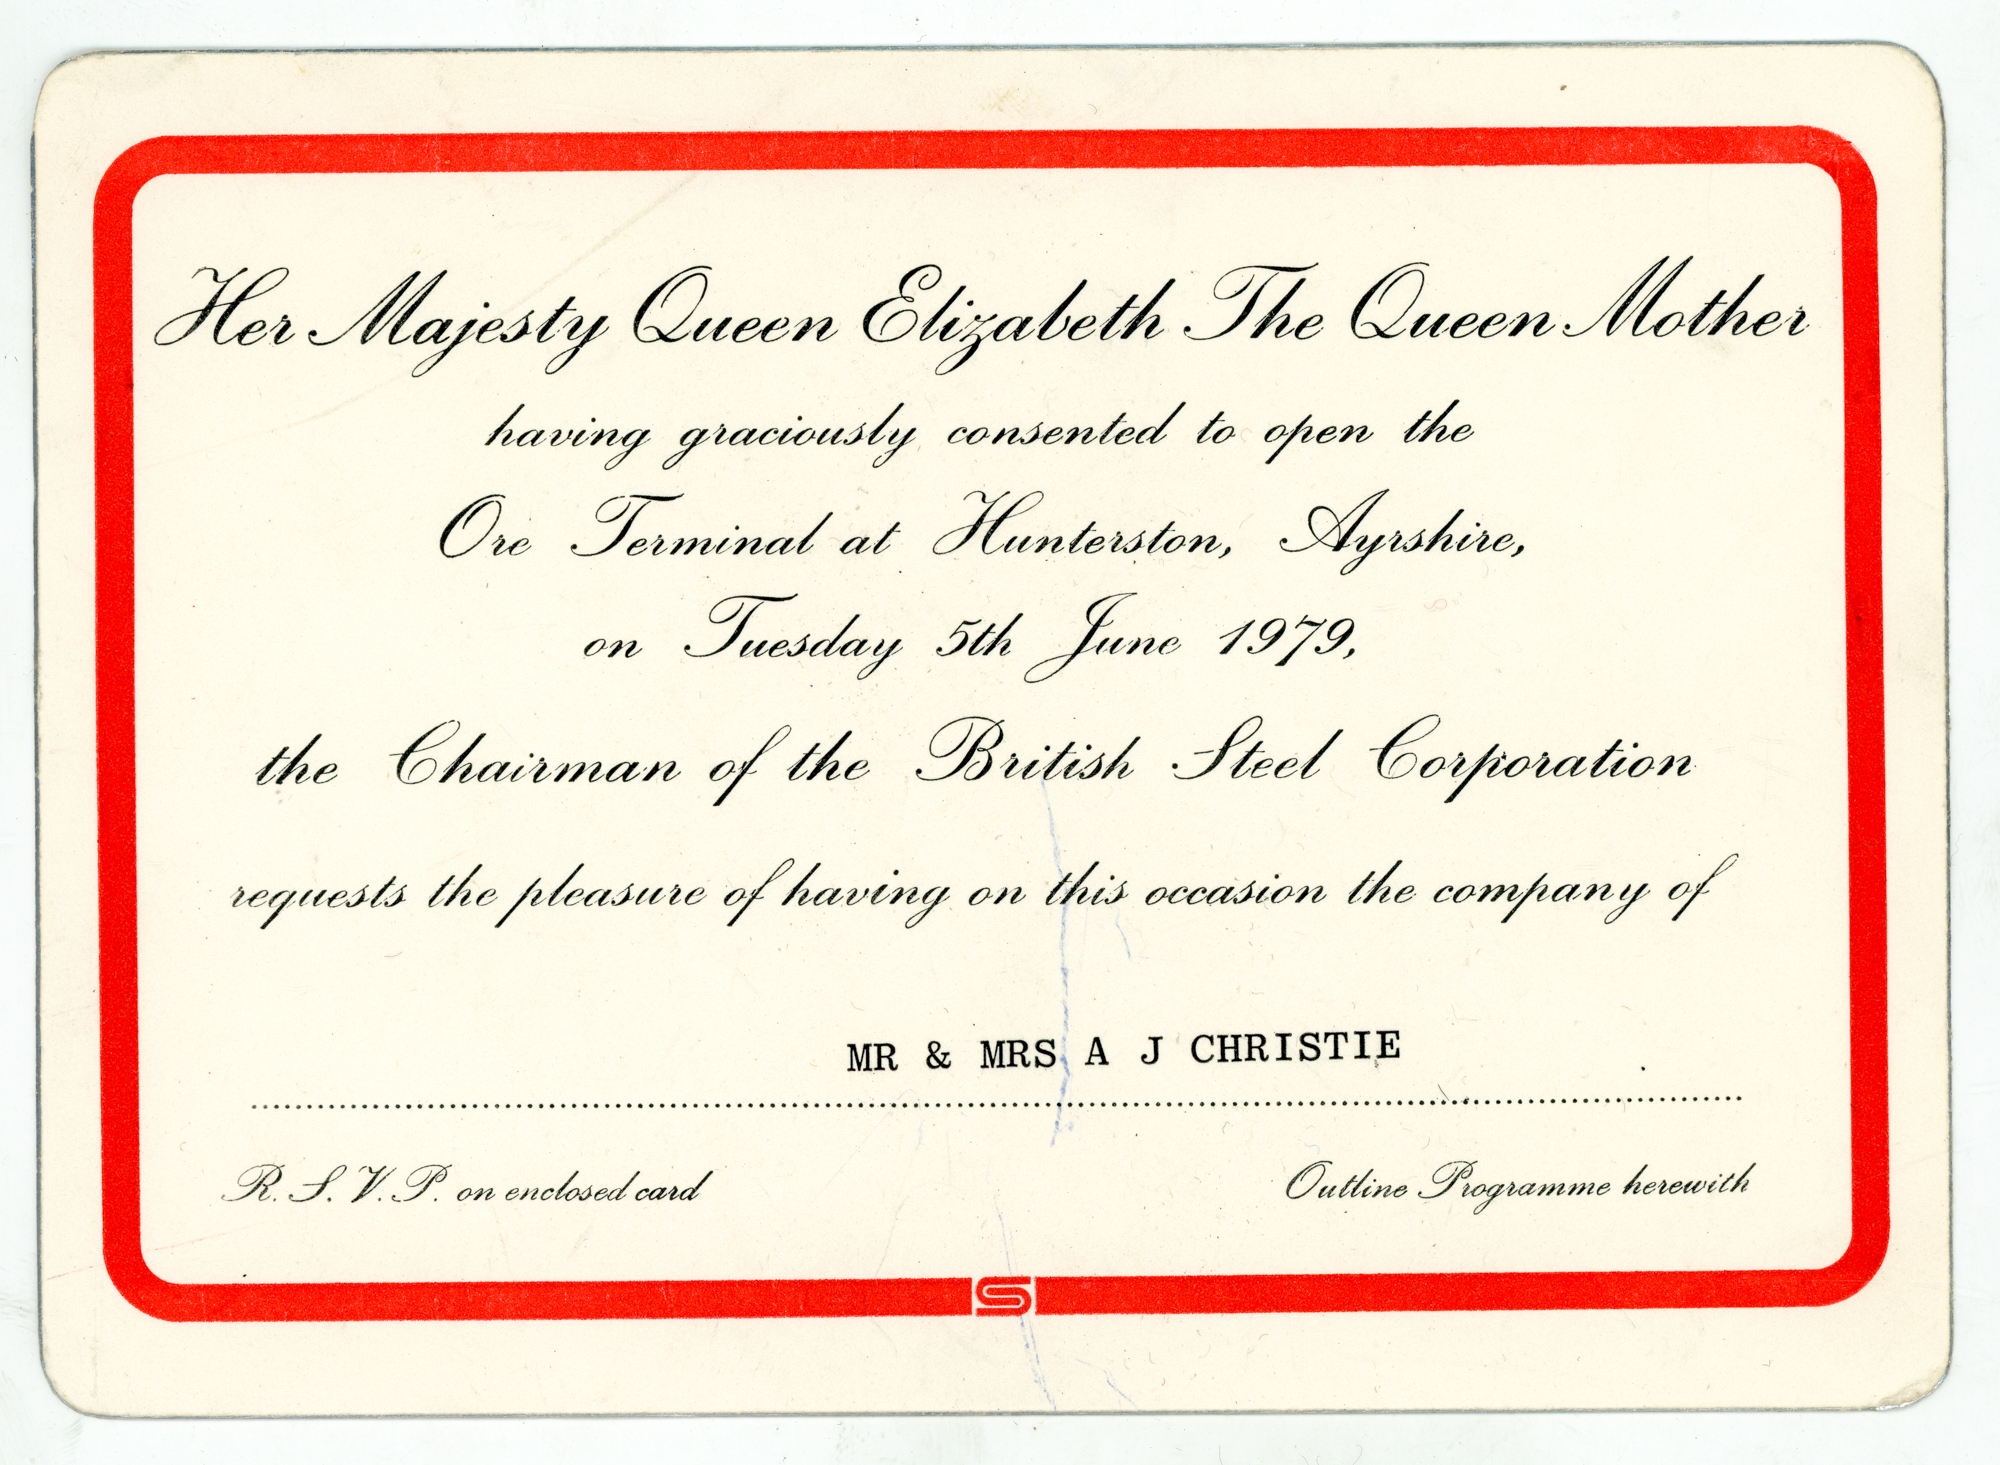 Her Majesty Queen Elizabeth The Queen Mother
having graciously consented to open the
Ore Terminal at Hunterston, Ayrshire,
on Tuesday 5th June 1979,
the Chairman of the British Steel Corporation
requests the pleasure of having on this occasion the company of
MR & MRS A J CHRISTIE
R. S. V. P. on enclosed card
Outline Programme herewith